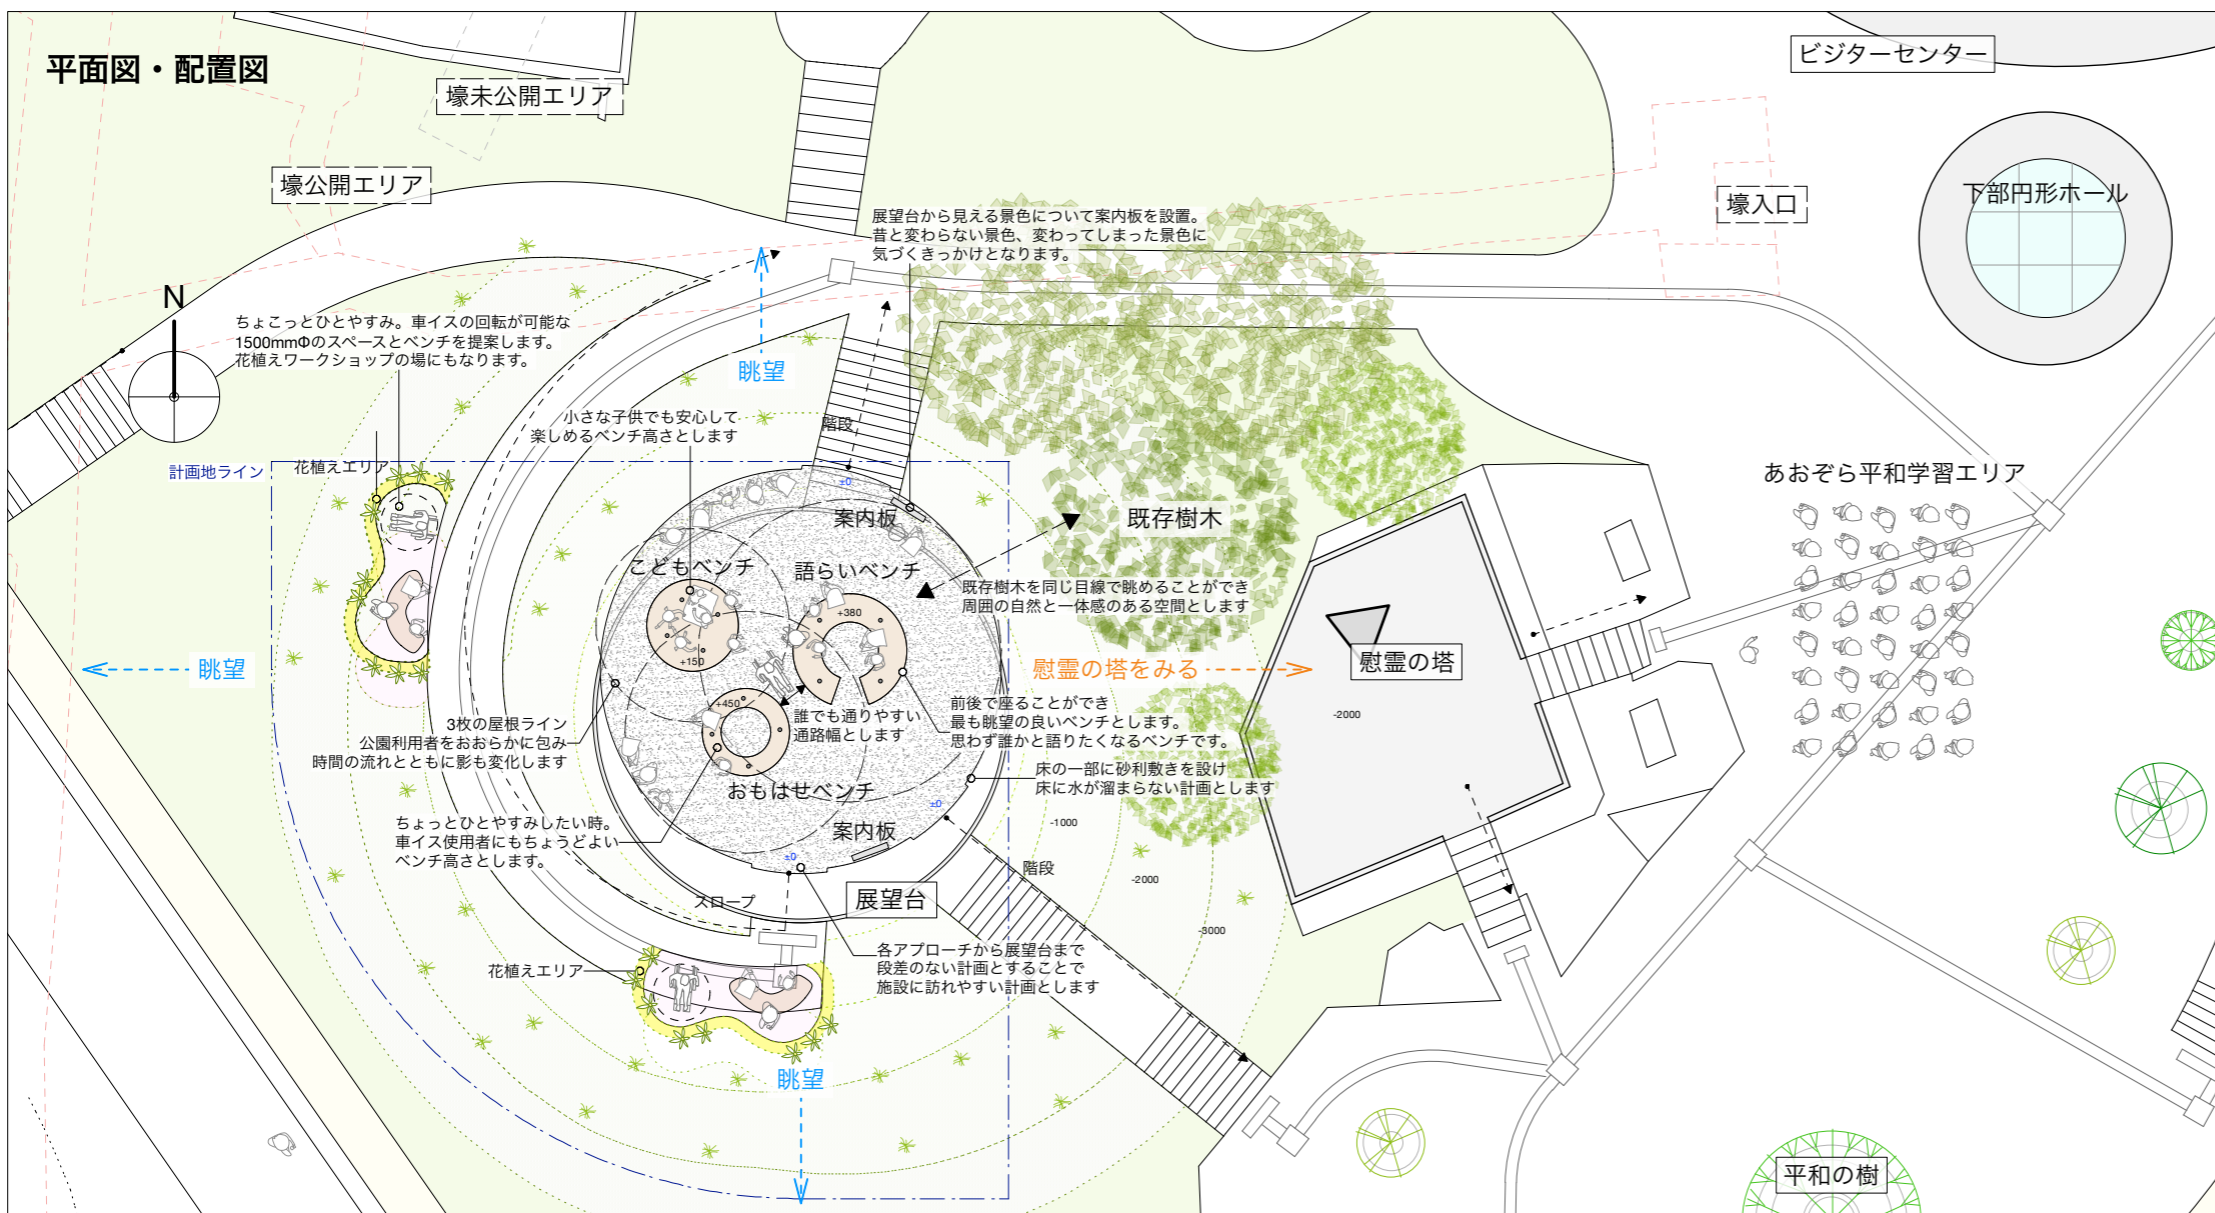 平面図・配置図
ビジターセンター
壕未公開エリア
壕公開エリア
壕入口
下部円形ホール
展望台から見える景色について案内板を設置。
昔と変わらない景色、変わってしまった景色に
気づくきっかけとなります。
N
ちょこっとひとやすみ。車イスの回転が可能な
1500mmΦのスペースとベンチを提案します。
花植えワークショップの場にもなります。
眺望
小さな子供でも安心して
楽しめるベンチ高さとします
階段
計画地ライン
花植えエリア
±0
案内板
既存樹木
あおぞら平和学習エリア
こどもベンチ
語らいベンチ
既存樹木を同じ目線で眺めることができ
周囲の自然と一体感のある空間とします
+380
+150
眺望
慰霊の塔をみる
慰霊の塔
-2000
+450
誰でも通りやすい
通路幅とします
前後で座ることができ
最も眺望の良いベンチとします。
思わず誰かと語りたくなるベンチです。
3枚の屋根ライン
公園利用者をおおらかに包み
時間の流れとともに影も変化します
床の一部に砂利敷きを設け
床に水が溜まらない計画とします
おもはせベンチ
±0
-1000
ちょっとひとやすみしたい時。
車イス使用者にもちょうどよい
ベンチ高さとします。
案内板
±0
階段
-2000
スロープ
展望台
-3000
各アプローチから展望台まで
段差のない計画とすることで
施設に訪れやすい計画とします
花植えエリア
眺望
平和の樹